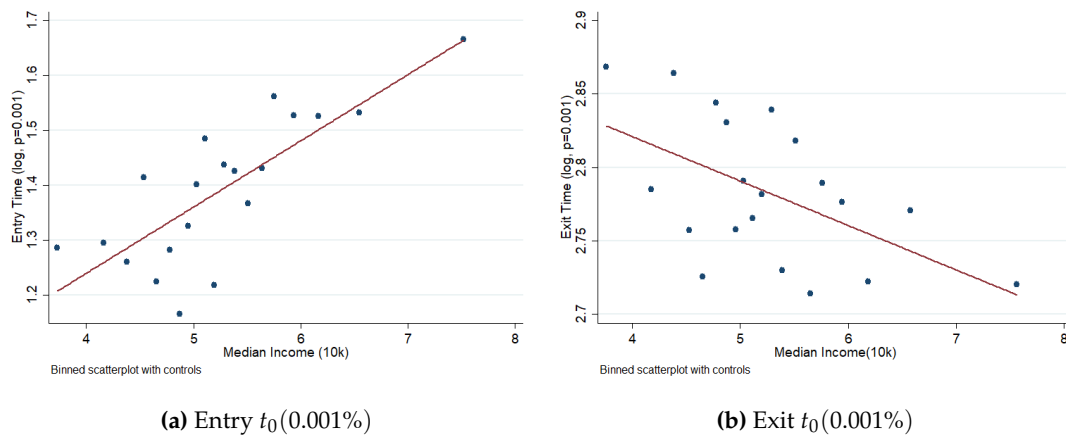 1.7
1.6
1.5
1.4
1.3
1.2
Entry Time (log, p=0.001)
4 5 6 7 8
Median Income (10k)
Binned scatterplot with controls
(a) Entry t₀(0.001%)
2.9
2.85
2.8
2.75
2.7
Exit Time (log, p=0.001)
4 5 6 7 8
Median Income(10k)
Binned scatterplot with controls
(b) Exit t₀(0.001%)